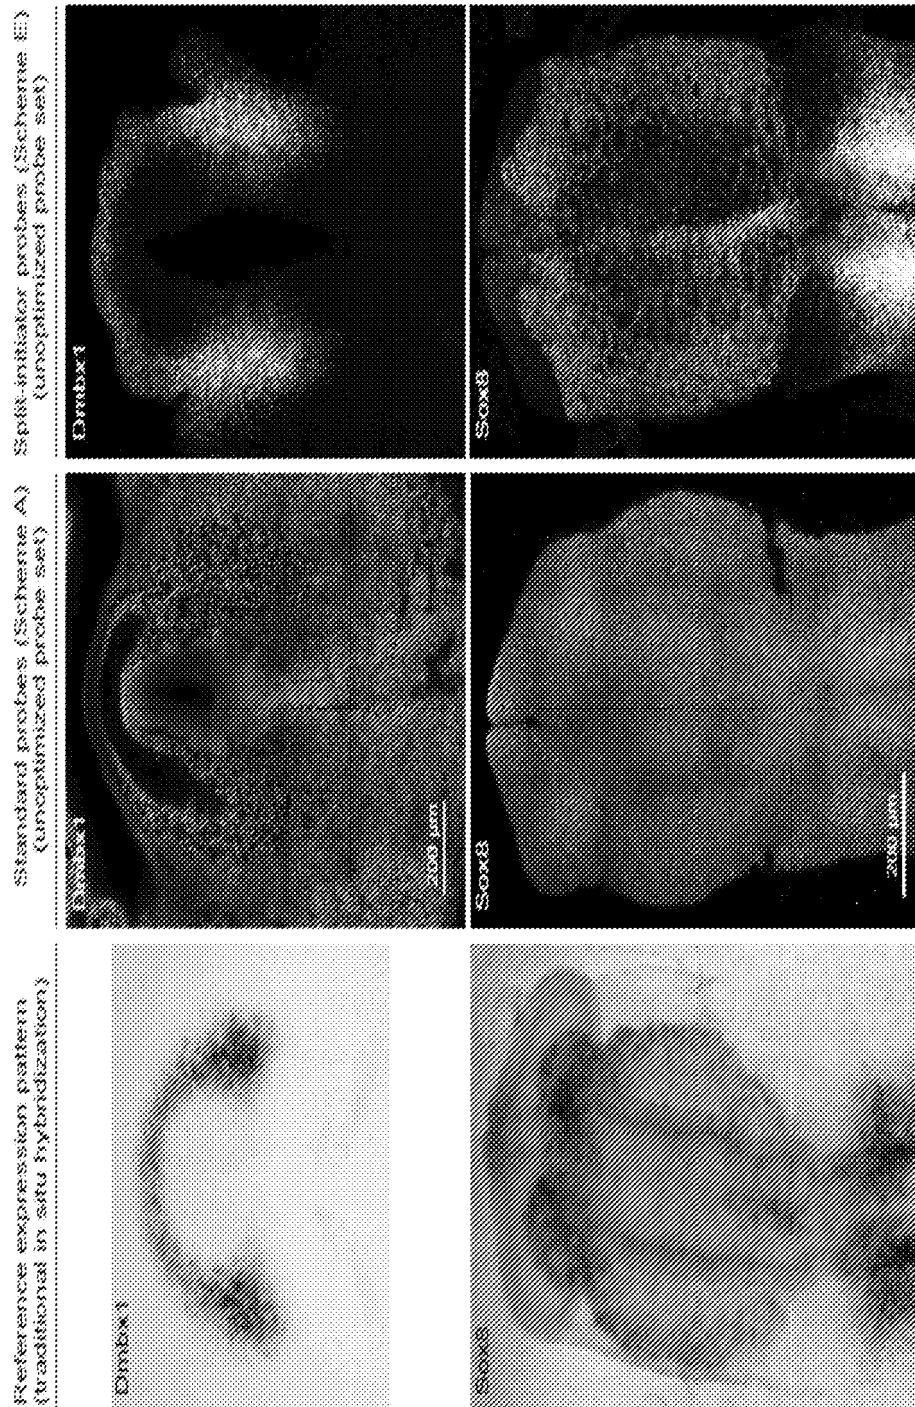 Reference expression pattern
(traditional in situ hybridization)
Standard probes (Scheme A)
(unoptimized probe set)
Split-initiator probes (Scheme E)
(unoptimized probe set)
Dmbx1
Dmbx1
200 µm
Dmbx1
Sox8
Sox8
200 µm
Sox8